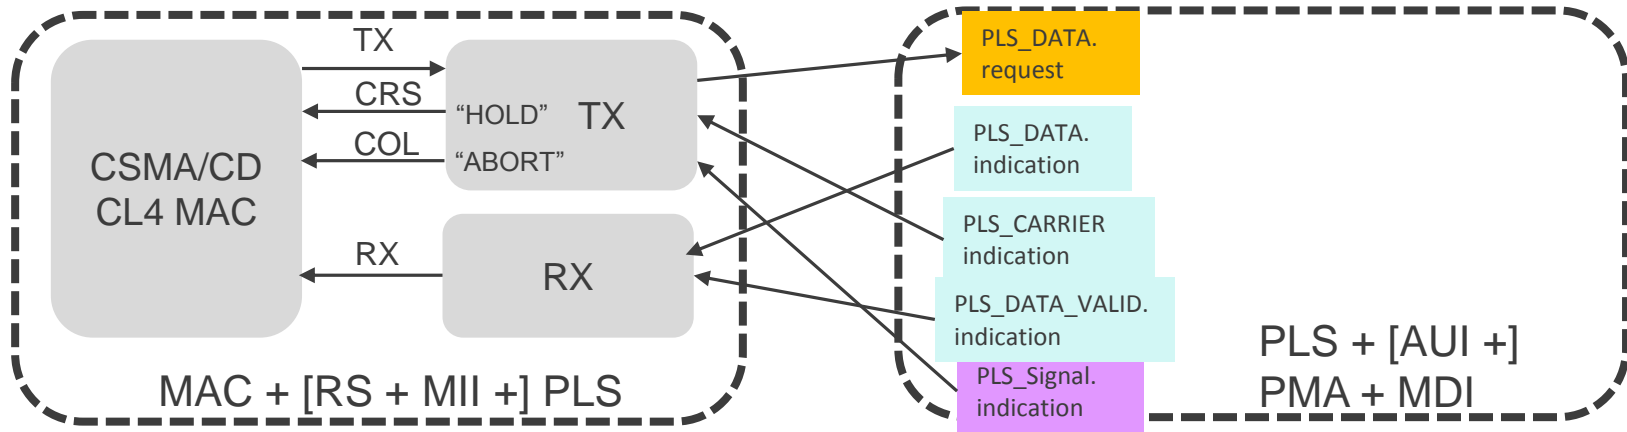 TX
CRS
COL
RX
CSMA/CD
CL4 MAC
“HOLD”
TX
“ABORT”
RX
MAC + [RS + MII +] PLS
PLS_DATA.
request
PLS_DATA.
indication
PLS_CARRIER
indication
PLS_DATA_VALID.
indication
PLS_Signal.
indication
PLS + [AUI +]
PMA + MDI